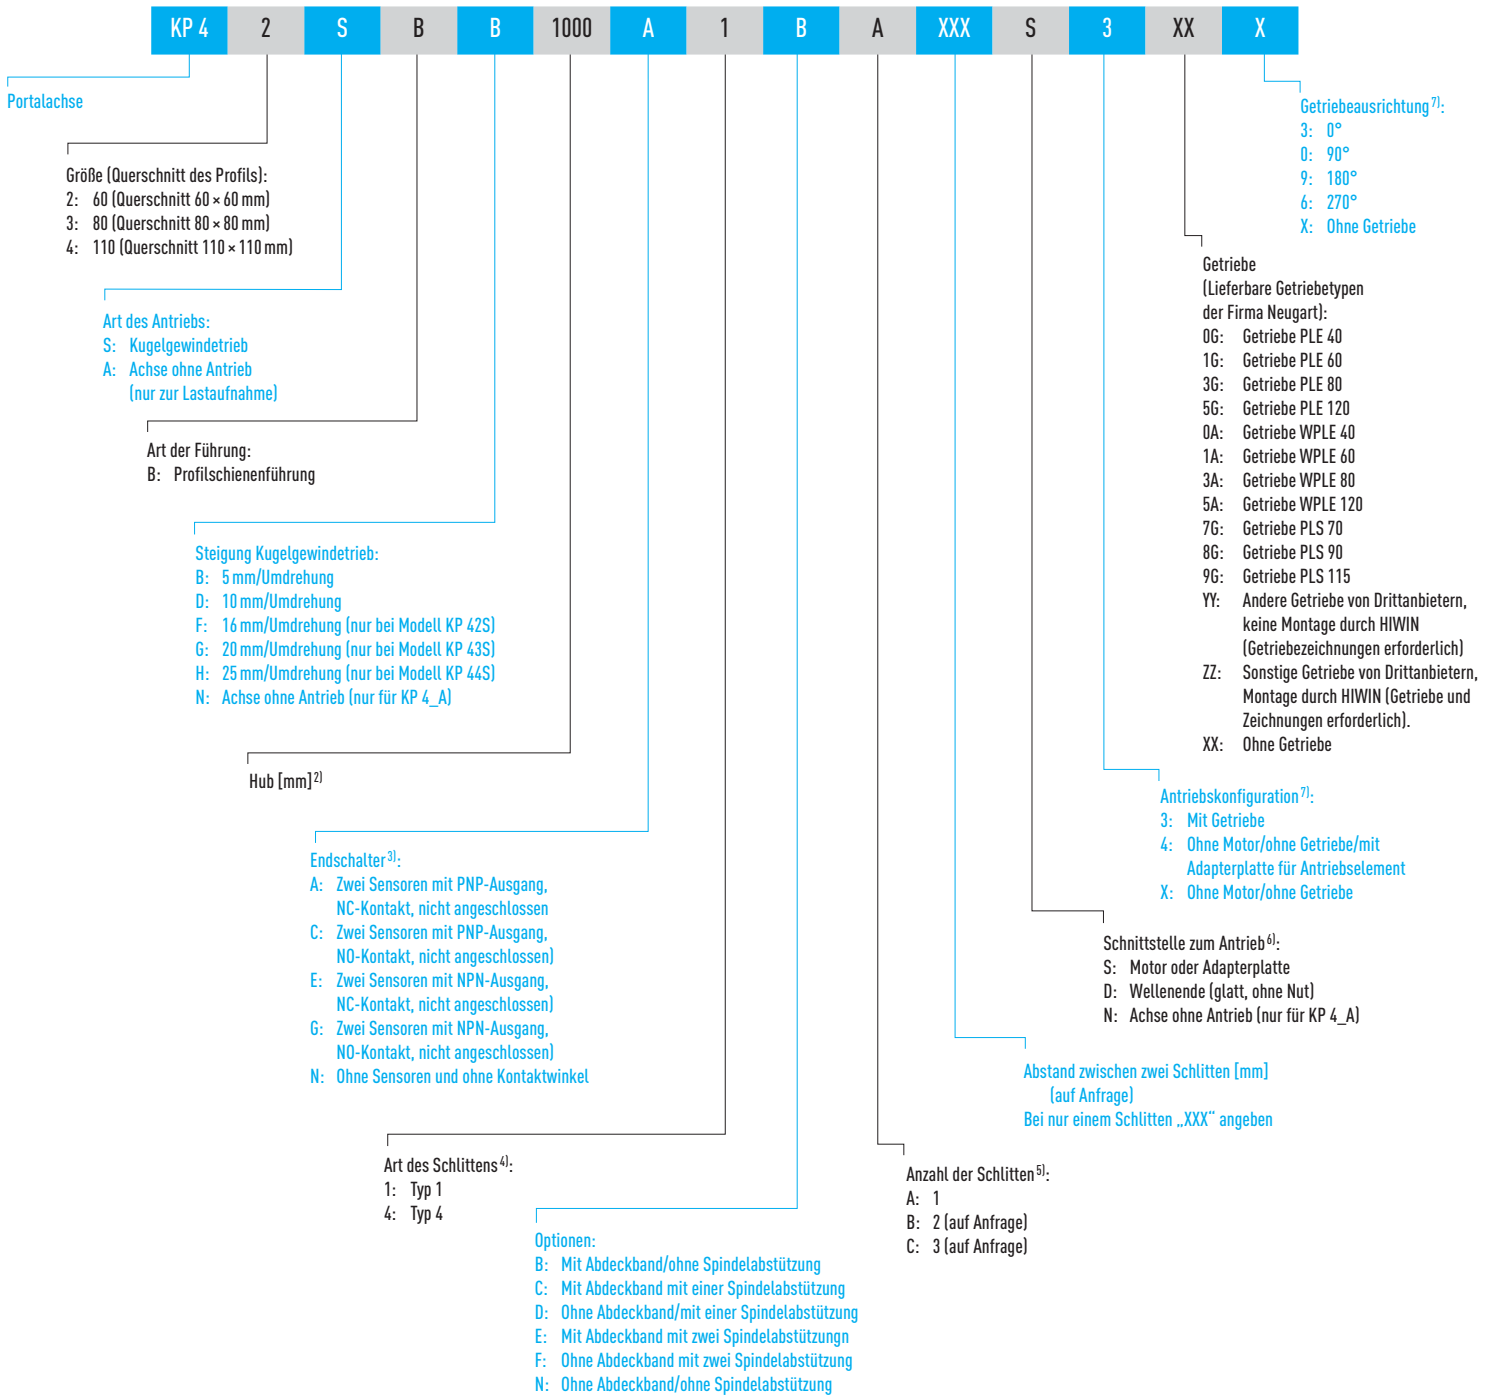 KP 4 2 S B B 1000 A 1 B A XXX S 3 XX X
Portalachse
Größe (Querschnitt des Profils):
2: 60 (Querschnitt 60 × 60 mm)
3: 80 (Querschnitt 80 × 80 mm)
4: 110 (Querschnitt 110 × 110 mm)
Art des Antriebs:
S: Kugelgewindetrieb
A: Achse ohne Antrieb
(nur zur Lastaufnahme)
Art der Führung:
B: Profilschienenführung
Steigung Kugelgewindetrieb:
B: 5 mm/Umdrehung
D: 10 mm/Umdrehung
F: 16 mm/Umdrehung (nur bei Modell KP 42S)
G: 20 mm/Umdrehung (nur bei Modell KP 43S)
H: 25 mm/Umdrehung (nur bei Modell KP 44S)
N: Achse ohne Antrieb (nur für KP 4_A)
Hub [mm] 2)
Endschalter 3):
A: Zwei Sensoren mit PNP-Ausgang,
NC-Kontakt, nicht angeschlossen
C: Zwei Sensoren mit PNP-Ausgang,
NO-Kontakt, nicht angeschlossen)
E: Zwei Sensoren mit NPN-Ausgang,
NC-Kontakt, nicht angeschlossen)
G: Zwei Sensoren mit NPN-Ausgang,
NO-Kontakt, nicht angeschlossen)
N: Ohne Sensoren und ohne Kontaktwinkel
Art des Schlittens 4):
1: Typ 1
4: Typ 4
Optionen:
B: Mit Abdeckband/ohne Spindelabstützung
C: Mit Abdeckband mit einer Spindelabstützung
D: Ohne Abdeckband/mit einer Spindelabstützung
E: Mit Abdeckband mit zwei Spindelabstützungn
F: Ohne Abdeckband mit zwei Spindelabstützung
N: Ohne Abdeckband/ohne Spindelabstützung
Anzahl der Schlitten 5):
A: 1
B: 2 (auf Anfrage)
C: 3 (auf Anfrage)
Abstand zwischen zwei Schlitten [mm]
(auf Anfrage)
Bei nur einem Schlitten „XXX“ angeben
Schnittstelle zum Antrieb 6):
S: Motor oder Adapterplatte
D: Wellenende (glatt, ohne Nut)
N: Achse ohne Antrieb (nur für KP 4_A)
Antriebskonfiguration 7):
3: Mit Getriebe
4: Ohne Motor/ohne Getriebe/mit
Adapterplatte für Antriebselement
X: Ohne Motor/ohne Getriebe
Getriebe
(Lieferbare Getriebetypen
der Firma Neugart):
0G: Getriebe PLE 40
1G: Getriebe PLE 60
3G: Getriebe PLE 80
5G: Getriebe PLE 120
0A: Getriebe WPLE 40
1A: Getriebe WPLE 60
3A: Getriebe WPLE 80
5A: Getriebe WPLE 120
7G: Getriebe PLS 70
8G: Getriebe PLS 90
9G: Getriebe PLS 115
YY: Andere Getriebe von Drittanbietern,
keine Montage durch HIWIN
(Getriebezeichnungen erforderlich)
ZZ: Sonstige Getriebe von Drittanbietern,
Montage durch HIWIN (Getriebe und
Zeichnungen erforderlich).
XX: Ohne Getriebe
Getriebeausrichtung 7):
3: 0°
0: 90°
9: 180°
6: 270°
X: Ohne Getriebe